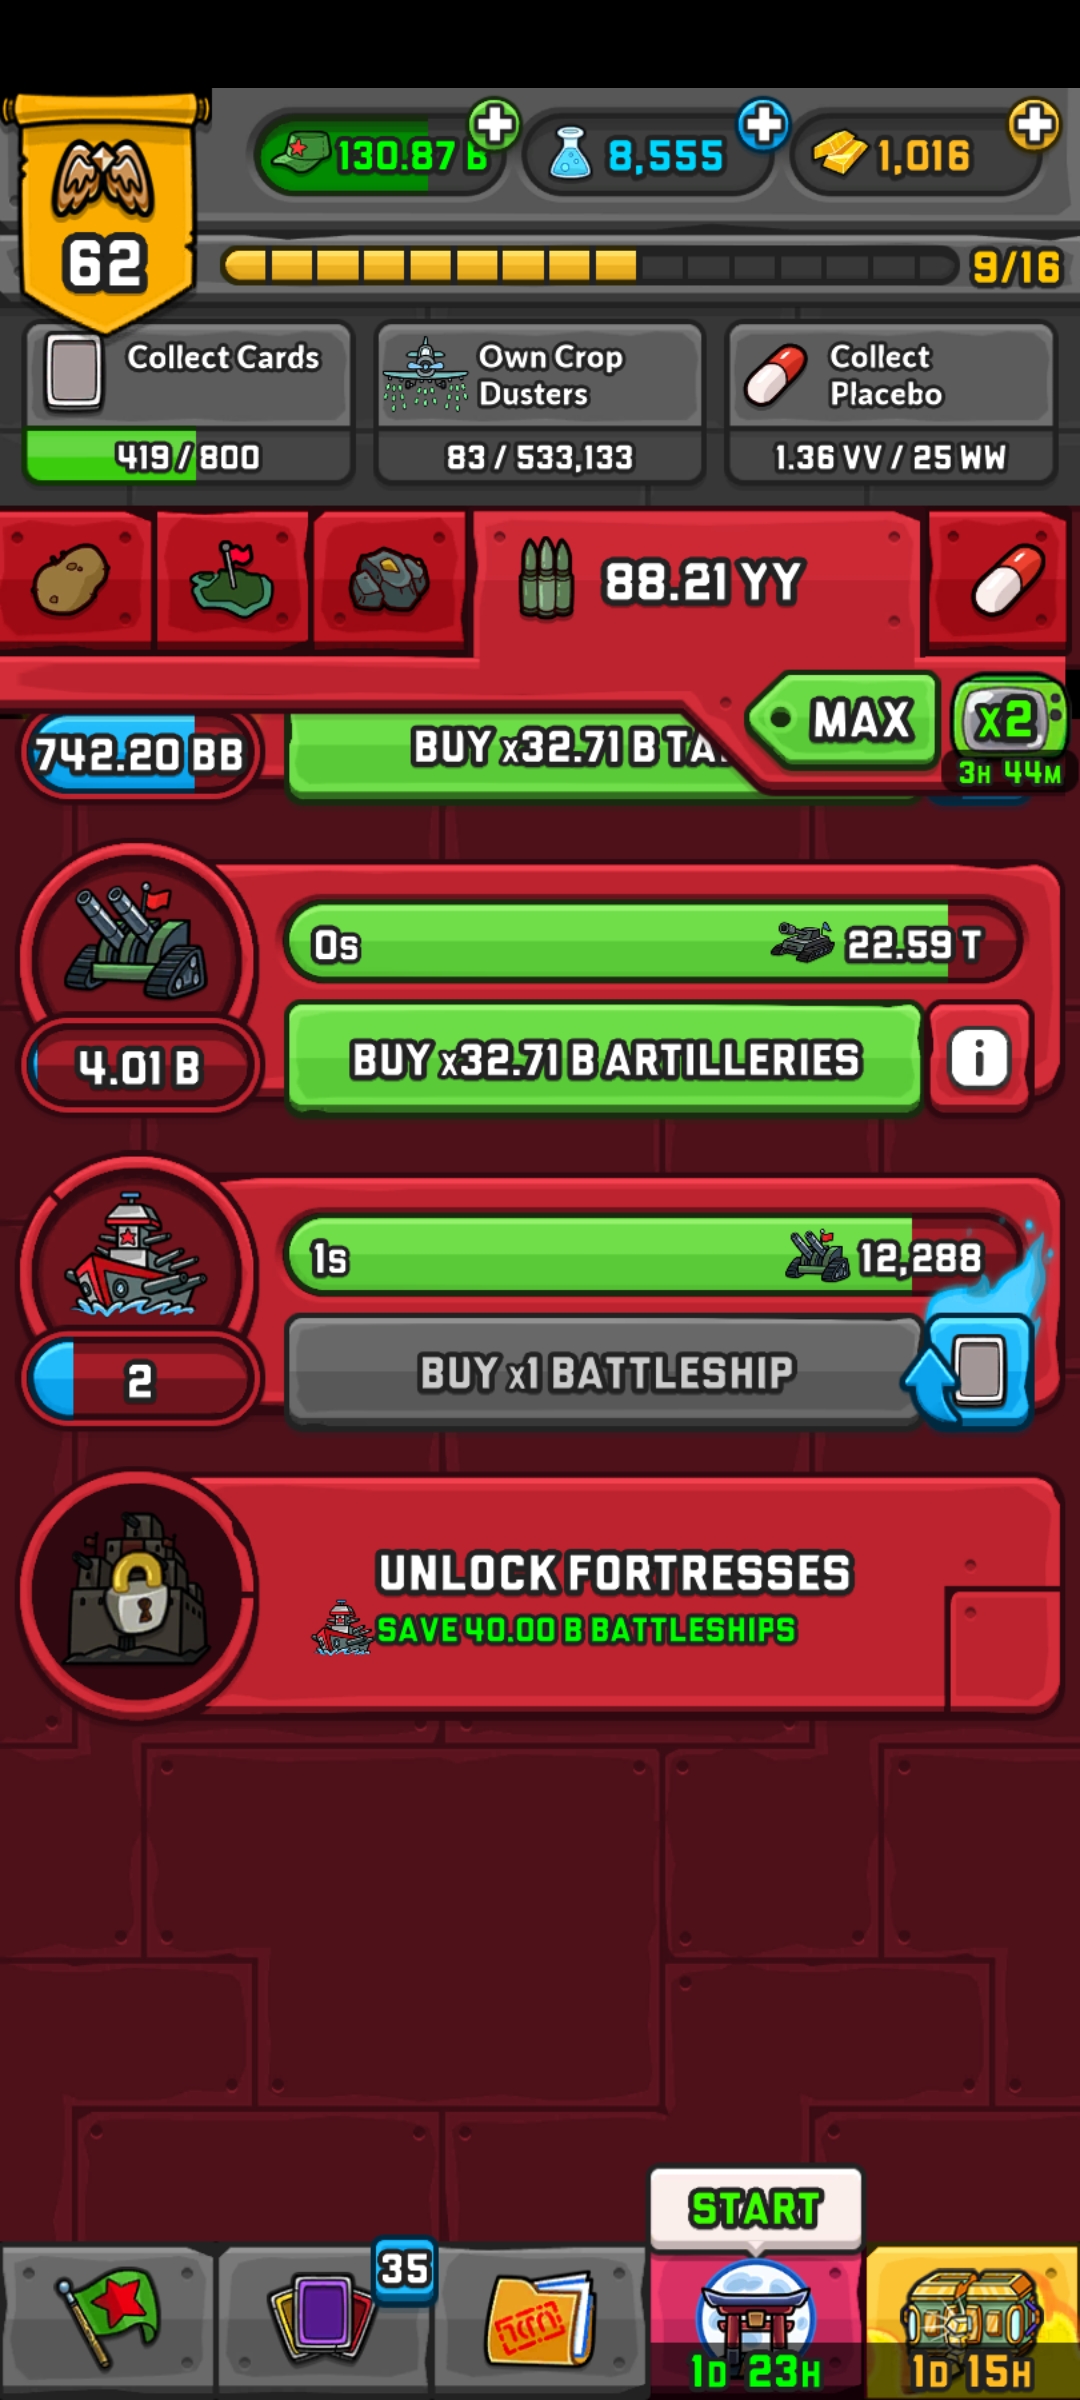 130.87 B
8,555
1,016
62
9/16
Collect Cards
419 / 800
Own Crop
Dusters
83 / 533,133
Collect
Placebo
1.36 VV / 25 WW
88.21 YY
MAX
x2
3H 44M
742.20 BB
BUY x32.71 B
0s
22.59 T
4.01 B
BUY x32.71 B ARTILLERIES
i
1s
12,288
2
BUY x1 BATTLESHIP
UNLOCK FORTRESSES
SAVE 40.00 B BATTLESHIPS
START
35
1D 23H
1D 15H